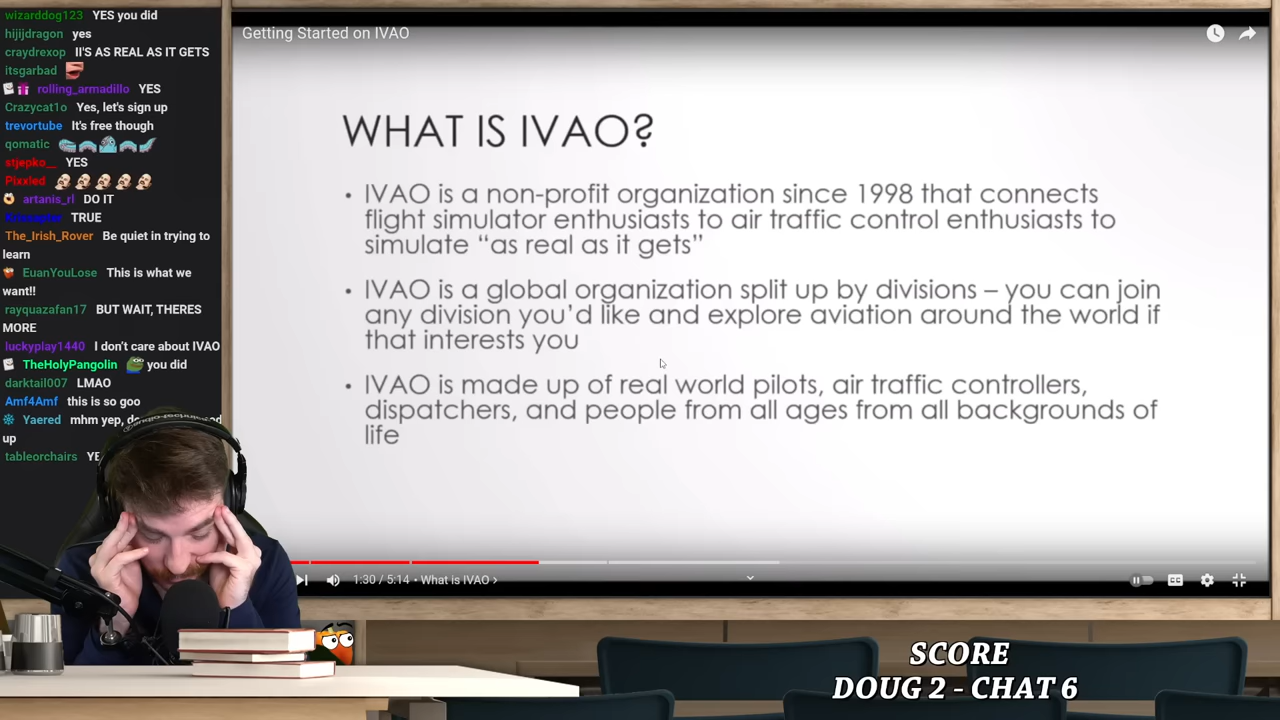 wizarddog123 YES you did
hijijdragon yes
craydrexop II'S AS REAL AS IT GETS
itsgarbad
rolling_armadillo YES
Crazycat1o Yes, let's sign up
trevortube It's free though
qomatic
stjepko__ YES
Pixxled
artanis_rl DO IT
TRUE
The_Irish_Rover Be quiet in trying to
learn
EuanYouLose This is what we
want!!
rayquazafan17 BUT WAIT, THERES
MORE
luckyplay1440 I don't care about IVAO
TheHolyPangolin you did
darktail007 LMAO
Amf4Amf this is so goo
Yaered mhm yep,
up
tableorchairs
Getting Started on IVAO
WHAT IS IVAO?
• IVAO is a non-profit organization since 1998 that connects
flight simulator enthusiasts to air traffic control enthusiasts to
simulate “as real as it gets”
• IVAO is a global organization split up by divisions – you can join
any division you’d like and explore aviation around the world if
that interests you
• IVAO is made up of real world pilots, air traffic controllers,
dispatchers, and people from all ages from all backgrounds of
life
1:30 / 5:14 • What is IVAO ›
CC
SCORE
DOUG 2 - CHAT 6